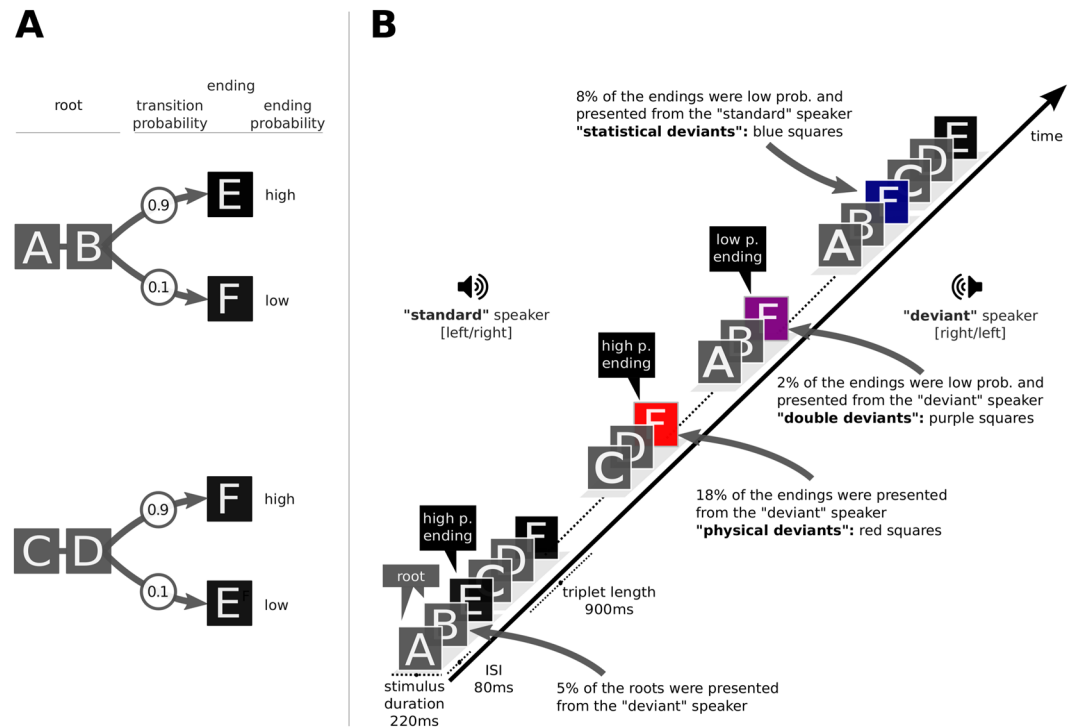 A
root
ending
transition
probability
ending
probability
A B
0.9
E
high
0.1
F
low
C D
0.9
F
high
0.1
E
F
low
B
8% of the endings were low prob. and
presented from the "standard" speaker
"statistical deviants": blue squares
time
A B F C D E
low p.
ending
"standard" speaker
[left/right]
"deviant" speaker
[right/left]
A B F
high p.
ending
2% of the endings were low prob. and
presented from the "deviant" speaker
"double deviants": purple squares
C D F
18% of the endings were presented
from the "deviant" speaker
"physical deviants": red squares
high p.
ending
root
A B E C D F
triplet length
900ms
ISI
80ms
stimulus
duration
220ms
5% of the roots were presented
from the "deviant" speaker